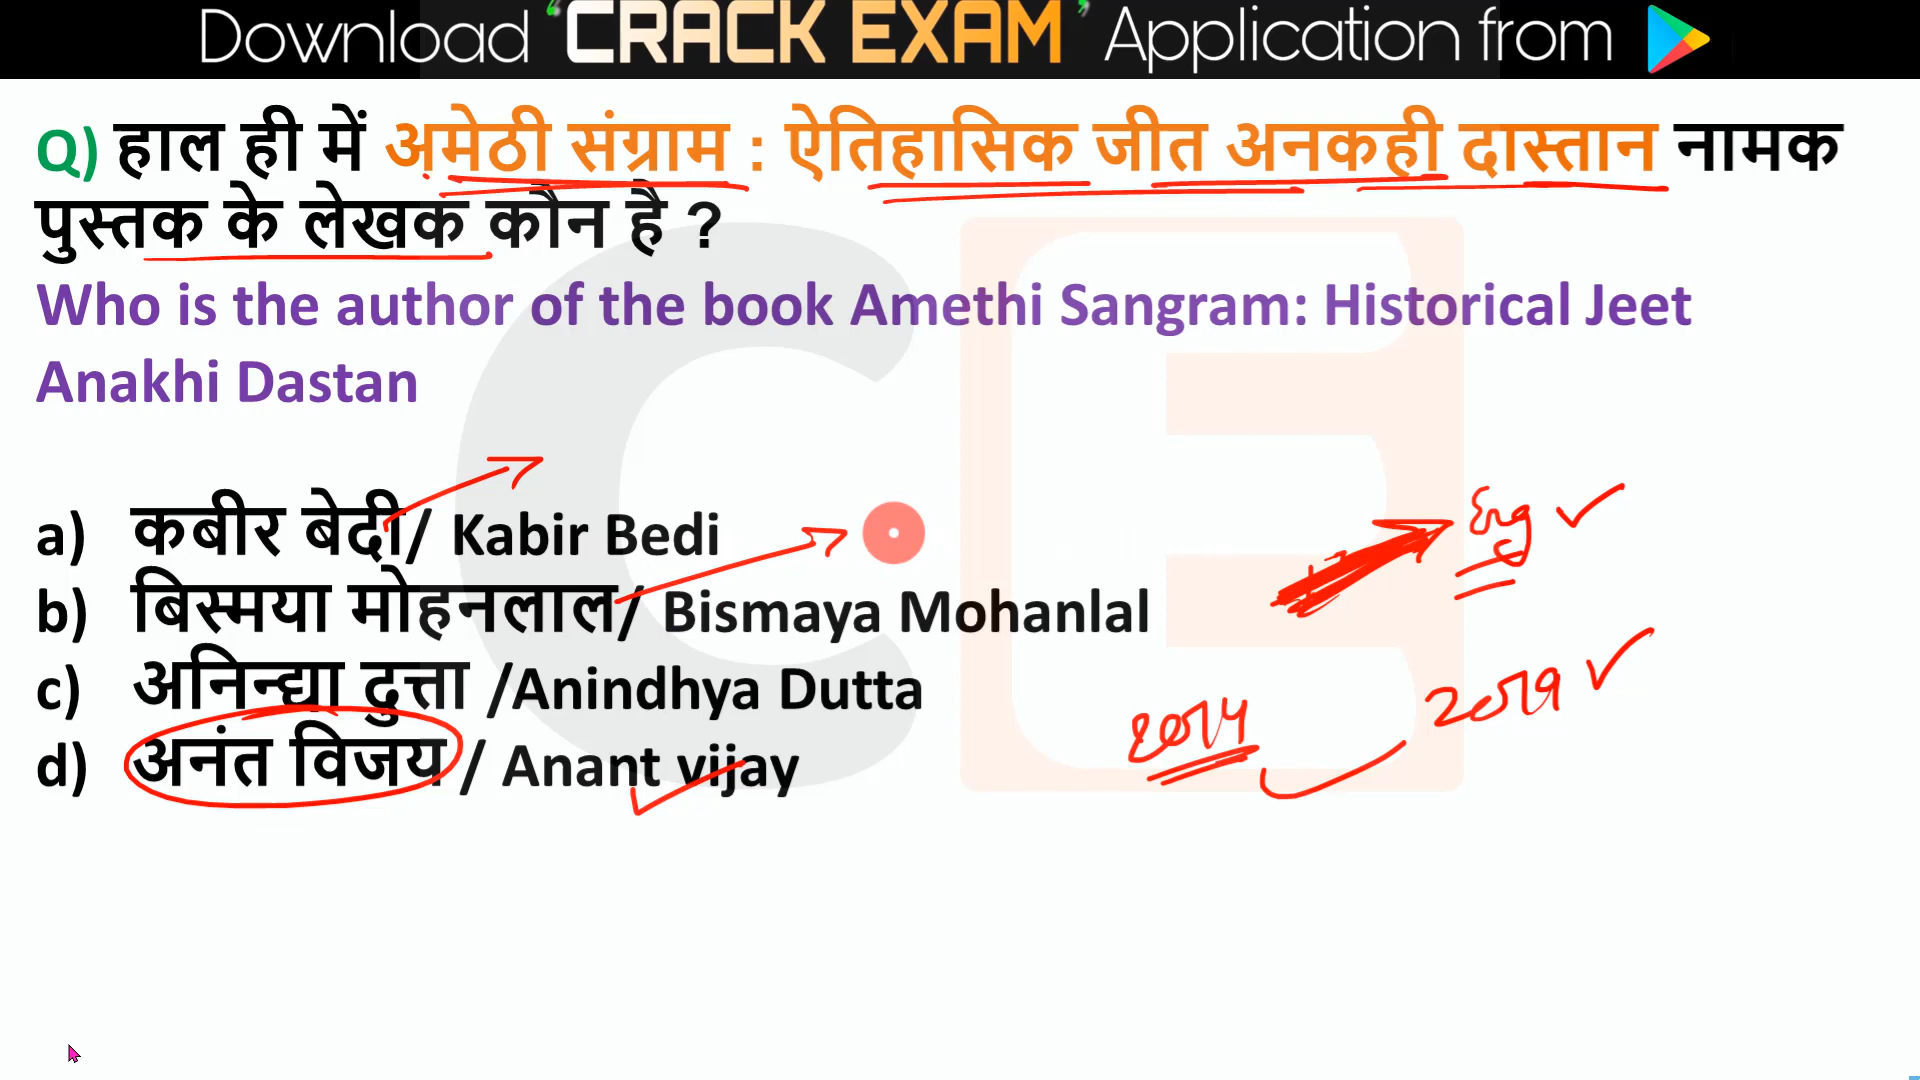 Download 'CRACK EXAM' Application from
Q) हाल ही में अमेठी संग्राम : ऐतिहासिक जीत अनकही दास्तान नामक
पुस्तक के लेखक कौन है ?
Who is the author of the book Amethi Sangram: Historical Jeet
Anakhi Dastan
a) कबीर बेदी/ Kabir Bedi
b) बिस्मया मोहनलाल/ Bismaya Mohanlal
c) अनिन्द्या दुत्ता /Anindhya Dutta
d) अनंत विजय / Anant vijay
Eng
2014
2019
CE